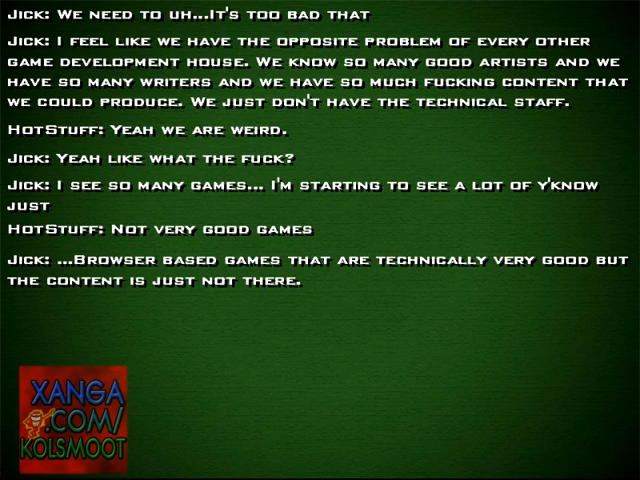 Jick: We need to uh...It's too bad that
Jick: I feel like we have the opposite problem of every other
game development house. We know so many good artists and we
have so many writers and we have so much fucking content that
we could produce. We just don't have the technical staff.
HotStuff: Yeah we are weird.
Jick: Yeah like what the fuck?
Jick: I see so many games... I'm starting to see a lot of y'know
just
HotStuff: Not very good games
Jick: ...Browser based games that are technically very good but
the content is just not there.
XANGA
.COM/
KOLSMOOT